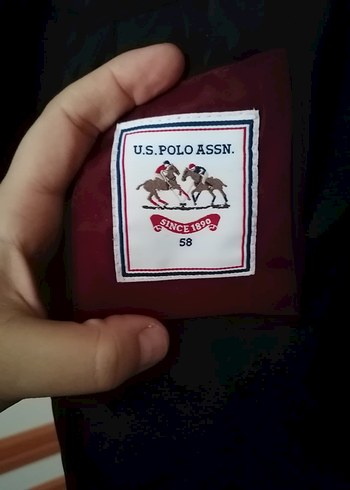 U.S. POLO ASSN.
SINCE 1890
58